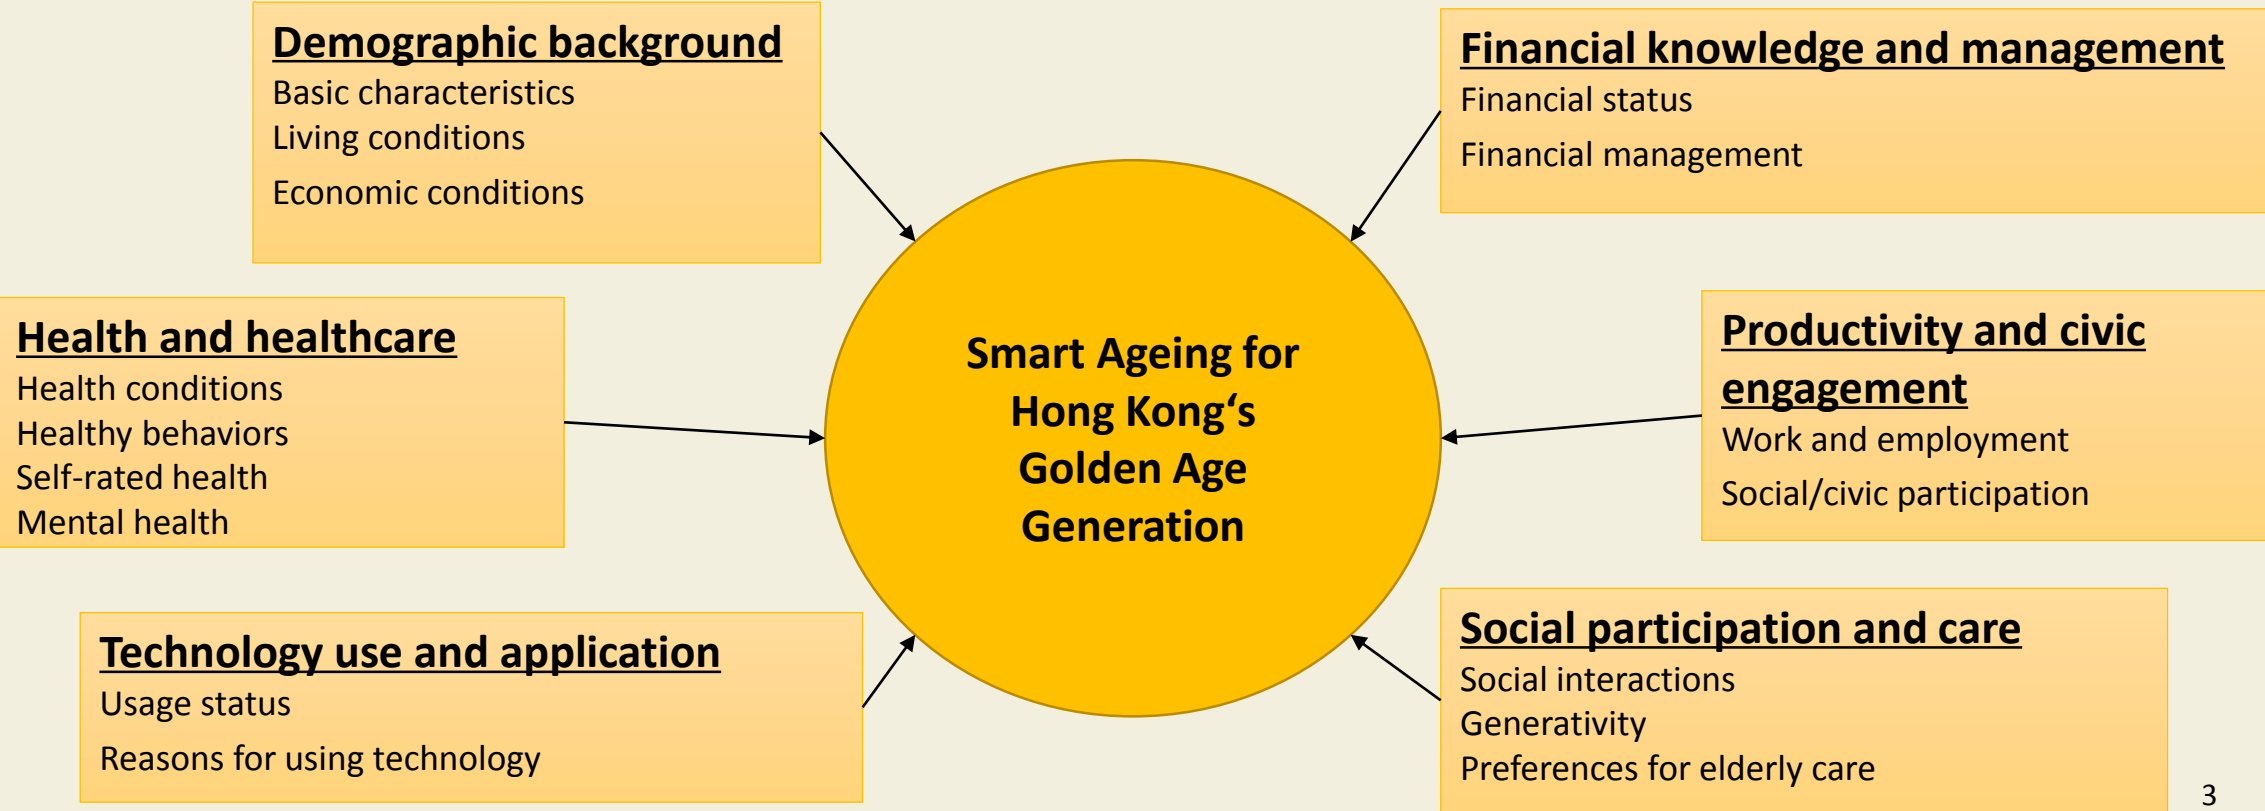 Demographic background
Basic characteristics
Living conditions
Economic conditions
Financial knowledge and management
Financial status
Financial management
Health and healthcare
Health conditions
Healthy behaviors
Self-rated health
Mental health
Smart Ageing for
Hong Kong‘s
Golden Age
Generation
Productivity and civic
engagement
Work and employment
Social/civic participation
Technology use and application
Usage status
Reasons for using technology
Social participation and care
Social interactions
Generativity
Preferences for elderly care
3